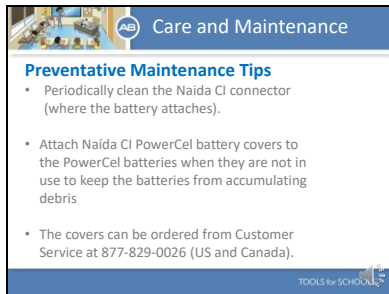 AB
Care and Maintenance
Preventative Maintenance Tips
• Periodically clean the Naida CI connector
(where the battery attaches).
• Attach Naída CI PowerCel battery covers to
the PowerCel batteries when they are not in
use to keep the batteries from accumulating
debris
• The covers can be ordered from Customer
Service at 877-829-0026 (US and Canada).
TOOLS for SCHOOLS